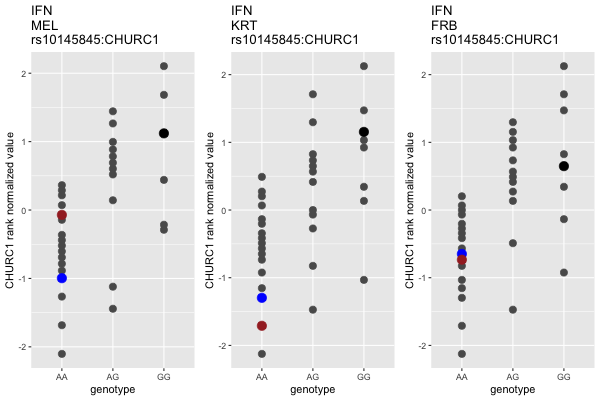 IFN
MEL
rs10145845:CHURC1
CHURC1 rank normalized value
2
1
0
-1
-2
AA
AG
GG
genotype
IFN
KRT
rs10145845:CHURC1
CHURC1 rank normalized value
2
1
0
-1
-2
AA
AG
GG
genotype
IFN
FRB
rs10145845:CHURC1
CHURC1 rank normalized value
2
1
0
-1
-2
AA
AG
GG
genotype